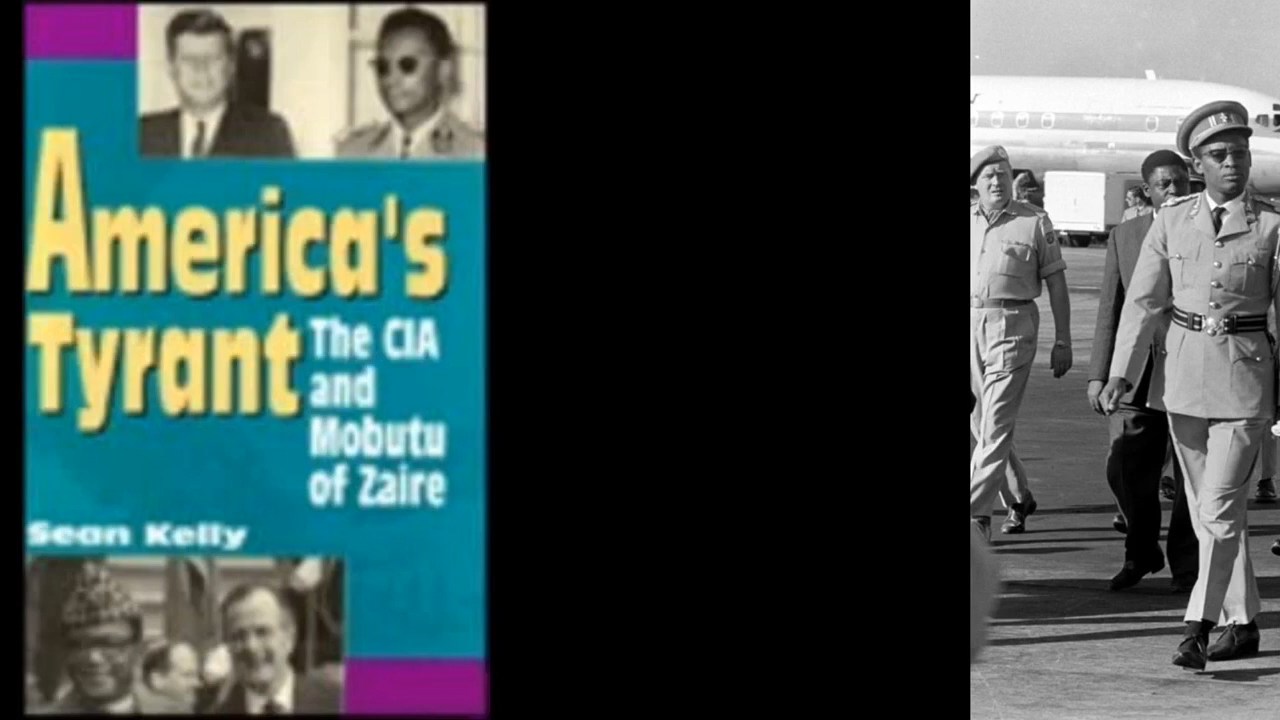 America's
Tyrant
The CIA
and
Mobutu
of Zaire
Sean Kelly